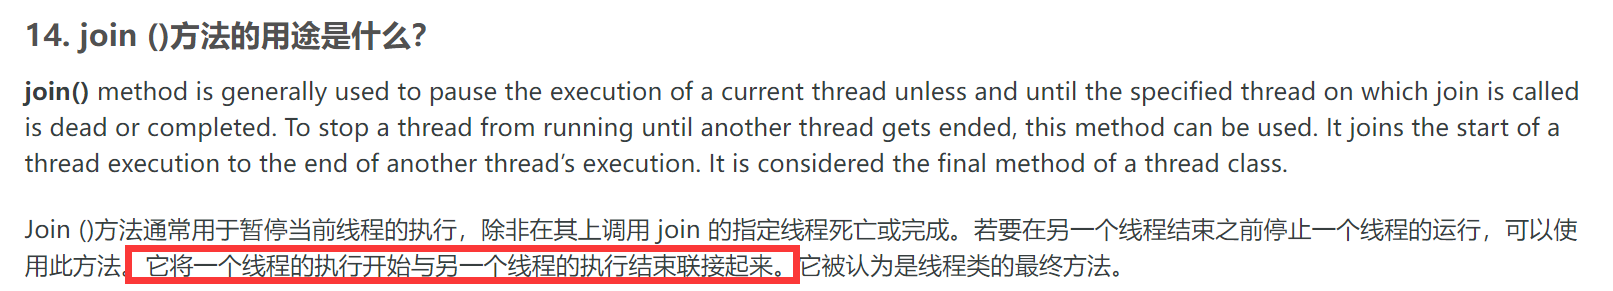 14. join ()方法的用途是什么？
join() method is generally used to pause the execution of a current thread unless and until the specified thread on which join is called
is dead or completed. To stop a thread from running until another thread gets ended, this method can be used. It joins the start of a
thread execution to the end of another thread’s execution. It is considered the final method of a thread class.
Join ()方法通常用于暂停当前线程的执行，除非在其上调用 join 的指定线程死亡或完成。若要在另一个线程结束之前停止一个线程的运行，可以使
用此方法。它将一个线程的执行开始与另一个线程的执行结束联接起来。它被认为是线程类的最终方法。